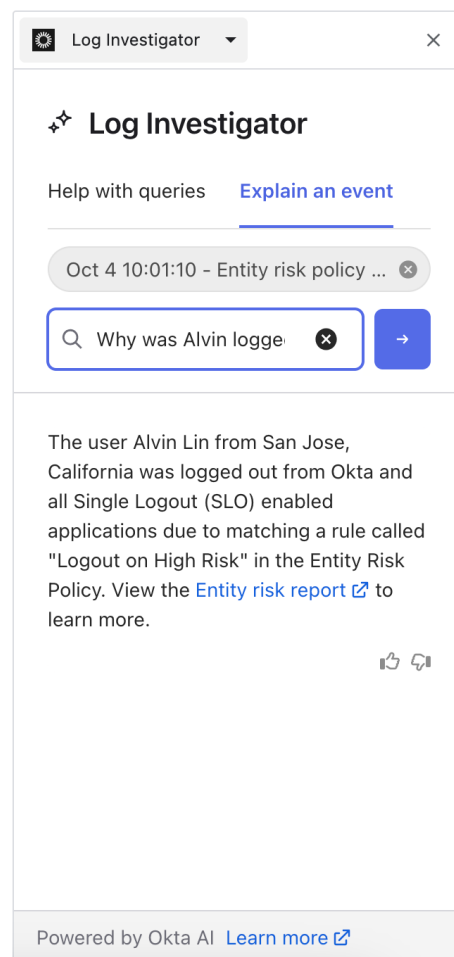 Log Investigator
Log Investigator
Help with queries Explain an event
Oct 4 10:01:10 - Entity risk policy ...
Why was Alvin logge
The user Alvin Lin from San Jose,
California was logged out from Okta and
all Single Logout (SLO) enabled
applications due to matching a rule called
"Logout on High Risk" in the Entity Risk
Policy. View the Entity risk report to
learn more.
Powered by Okta AI Learn more